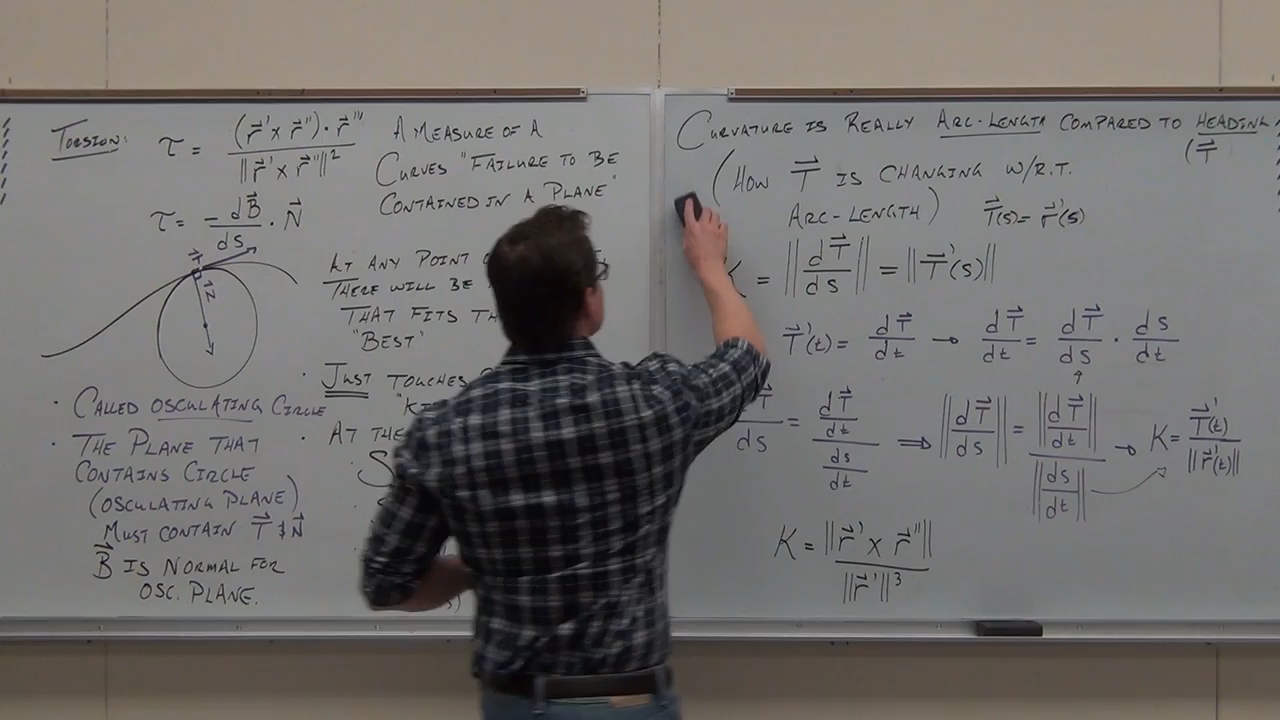 TORSION: τ = (r⃗' × r⃗'') · r⃗''' / ||r⃗' × r⃗''||²
τ = -dB⃗/ds · N⃗
A MEASURE OF A
CURVES "FAILURE TO BE
CONTAINED IN A PLANE"
T⃗
N⃗
AT ANY POINT
THERE WILL BE
THAT FITS
"BEST"
· JUST TOUCHES
· CALLED OSCULATING CIRCLE
· THE PLANE THAT
CONTAINS CIRCLE
(OSCULATING PLANE)
MUST CONTAIN T⃗ & N⃗
B⃗ IS NORMAL FOR
OSC. PLANE.
· AT THE
CURVATURE IS REALLY ARC-LENGTH COMPARED TO HEADING
(T⃗
(HOW T⃗ IS CHANGING W/R.T.
ARC-LENGTH) T⃗(s) = r⃗'(s)
K = ||dT⃗/ds|| = ||T⃗'(s)||
T⃗'(t) = dT⃗/dt → dT⃗/dt = dT⃗/ds · ds/dt
dT⃗/ds = (dT⃗/dt)/(ds/dt) ⇒ ||dT⃗/ds|| = ||dT⃗/dt||/||ds/dt|| → K = T⃗'(t)/||r⃗'(t)||
K = ||r⃗' × r⃗''||/||r⃗'||³